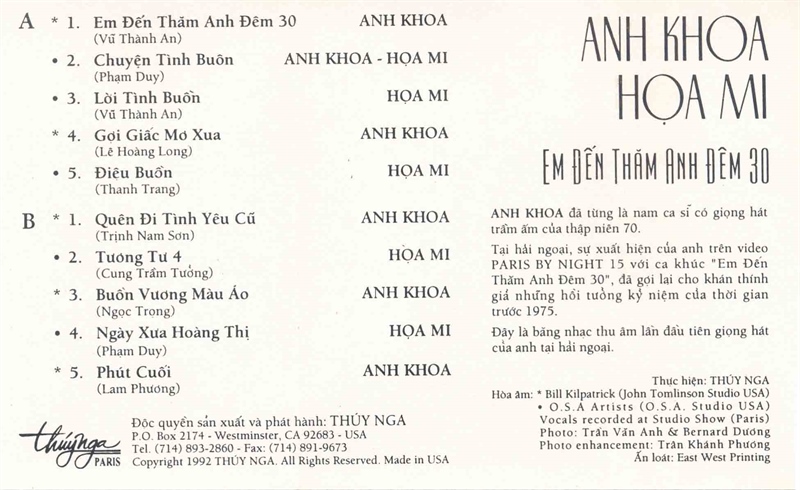 A * 1. Em Đến Thăm Anh Đêm 30 ANH KHOA
(Vũ Thành An)
• 2. Chuyện Tình Buồn ANH KHOA - HỌA MI
(Phạm Duy)
• 3. Lời Tình Buồn HỌA MI
(Vũ Thành An)
* 4. Gợi Giấc Mơ Xưa ANH KHOA
(Lê Hoàng Long)
• 5. Điêu Buồn HỌA MI
(Thanh Trang)
B * 1. Quên Đi Tình Yêu Cũ ANH KHOA
(Trịnh Nam Sơn)
• 2. Tương Tư 4 HỌA MI
(Cung Trầm Tưởng)
* 3. Buồn Vương Màu Áo ANH KHOA
(Ngọc Trọng)
• 4. Ngày Xưa Hoàng Thị HỌA MI
(Phạm Duy)
* 5. Phút Cuối ANH KHOA
(Lam Phương)
thúynga
PARIS
Độc quyền sản xuất và phát hành: THÚY NGA
P.O. Box 2174 - Westminster, CA 92683 - USA
Tel. (714) 893-2860 - Fax: (714) 891-9673
Copyright 1992 THÚY NGA. All Rights Reserved. Made in USA
ANH KHOA
HỌA MI
EM ĐẾN THĂM ANH ĐÊM 30
ANH KHOA đã từng là nam ca sĩ có giọng hát
trầm ấm của thập niên 70.
Tại hải ngoại, sự xuất hiện của anh trên video
PARIS BY NIGHT 15 với ca khúc "Em Đến
Thăm Anh Đêm 30", đã gợi lại cho khán thính
giả những hồi tưởng kỷ niệm của thời gian
trước 1975.
Đây là băng nhạc thu âm lần đầu tiên giọng hát
của anh tại hải ngoại.
Thực hiện: THÚY NGA
Hòa âm: * Bill Kilpatrick (John Tomlinson Studio USA)
• O.S.A Artists (O.S.A. Studio USA)
Vocals recorded at Studio Show (Paris)
Photo: Trần Văn Anh & Bernard Dương
Photo enhancement: Trần Khánh Phương
Ấn loát: East West Printing